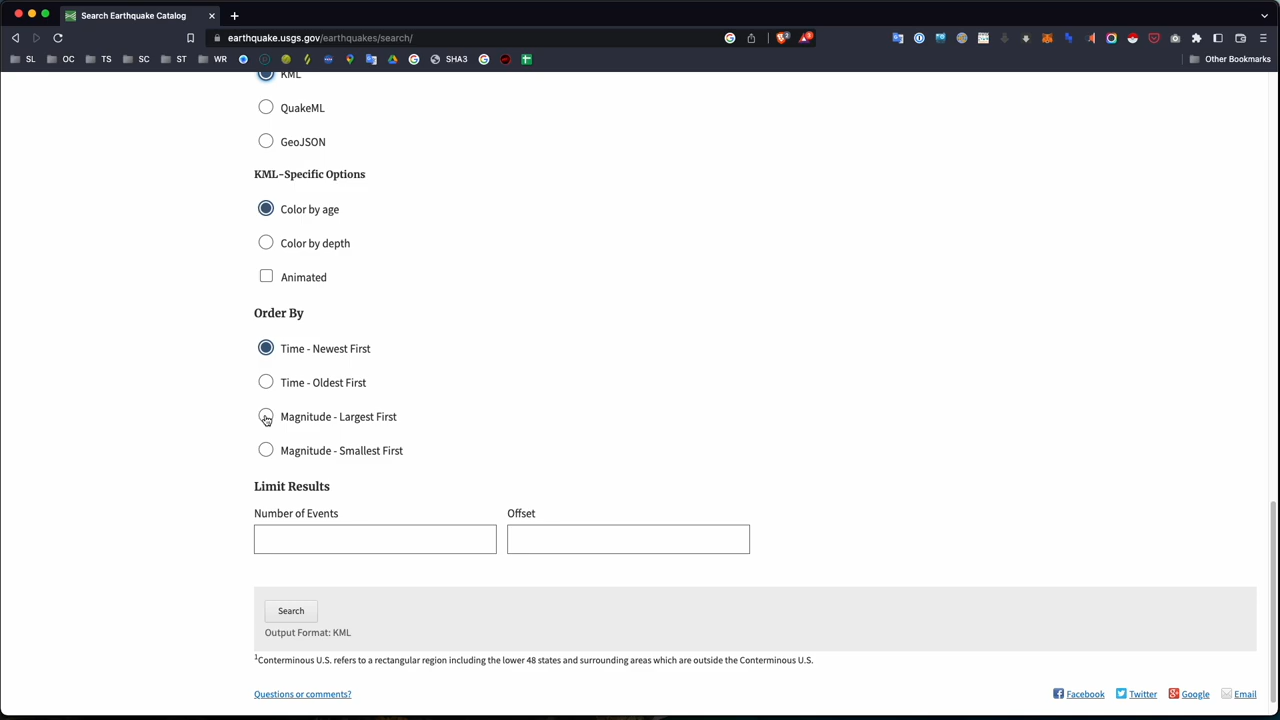 Search Earthquake Catalog
earthquake.usgs.gov/earthquakes/search/
SL OC TS SC ST WR SHA3 Other Bookmarks
KML
QuakeML
GeoJSON
KML-Specific Options
Color by age
Color by depth
Animated
Order By
Time - Newest First
Time - Oldest First
Magnitude - Largest First
Magnitude - Smallest First
Limit Results
Number of Events Offset
Search
Output Format: KML
1Conterminous U.S. refers to a rectangular region including the lower 48 states and surrounding areas which are outside the Conterminous U.S.
Questions or comments? Facebook Twitter Google Email